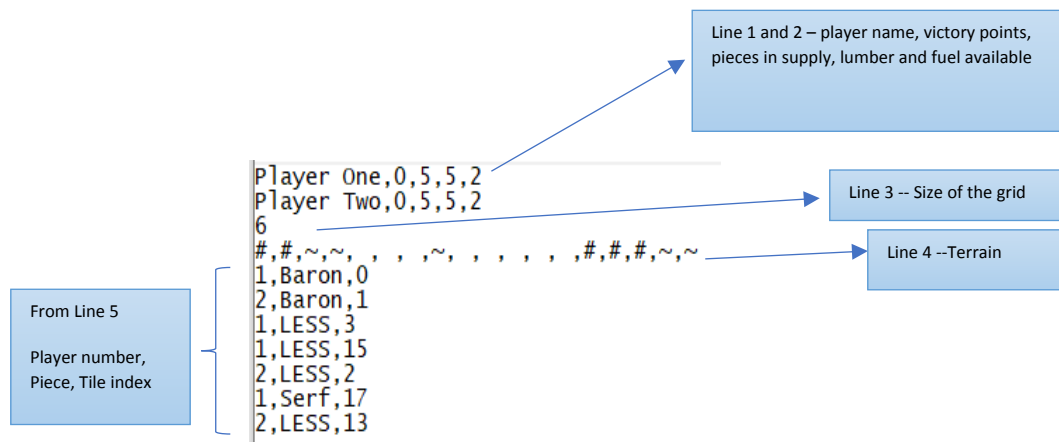 Line 1 and 2 – player name, victory points,
pieces in supply, lumber and fuel available
Player One,0,5,5,2
Player Two,0,5,5,2
6
#,#,~,~, , , ,~, , , , , ,#,#,#,~,~
1,Baron,0
2,Baron,1
1,LESS,3
1,LESS,15
2,LESS,2
1,Serf,17
2,LESS,13
Line 3 -- Size of the grid
Line 4 --Terrain
From Line 5
Player number,
Piece, Tile index